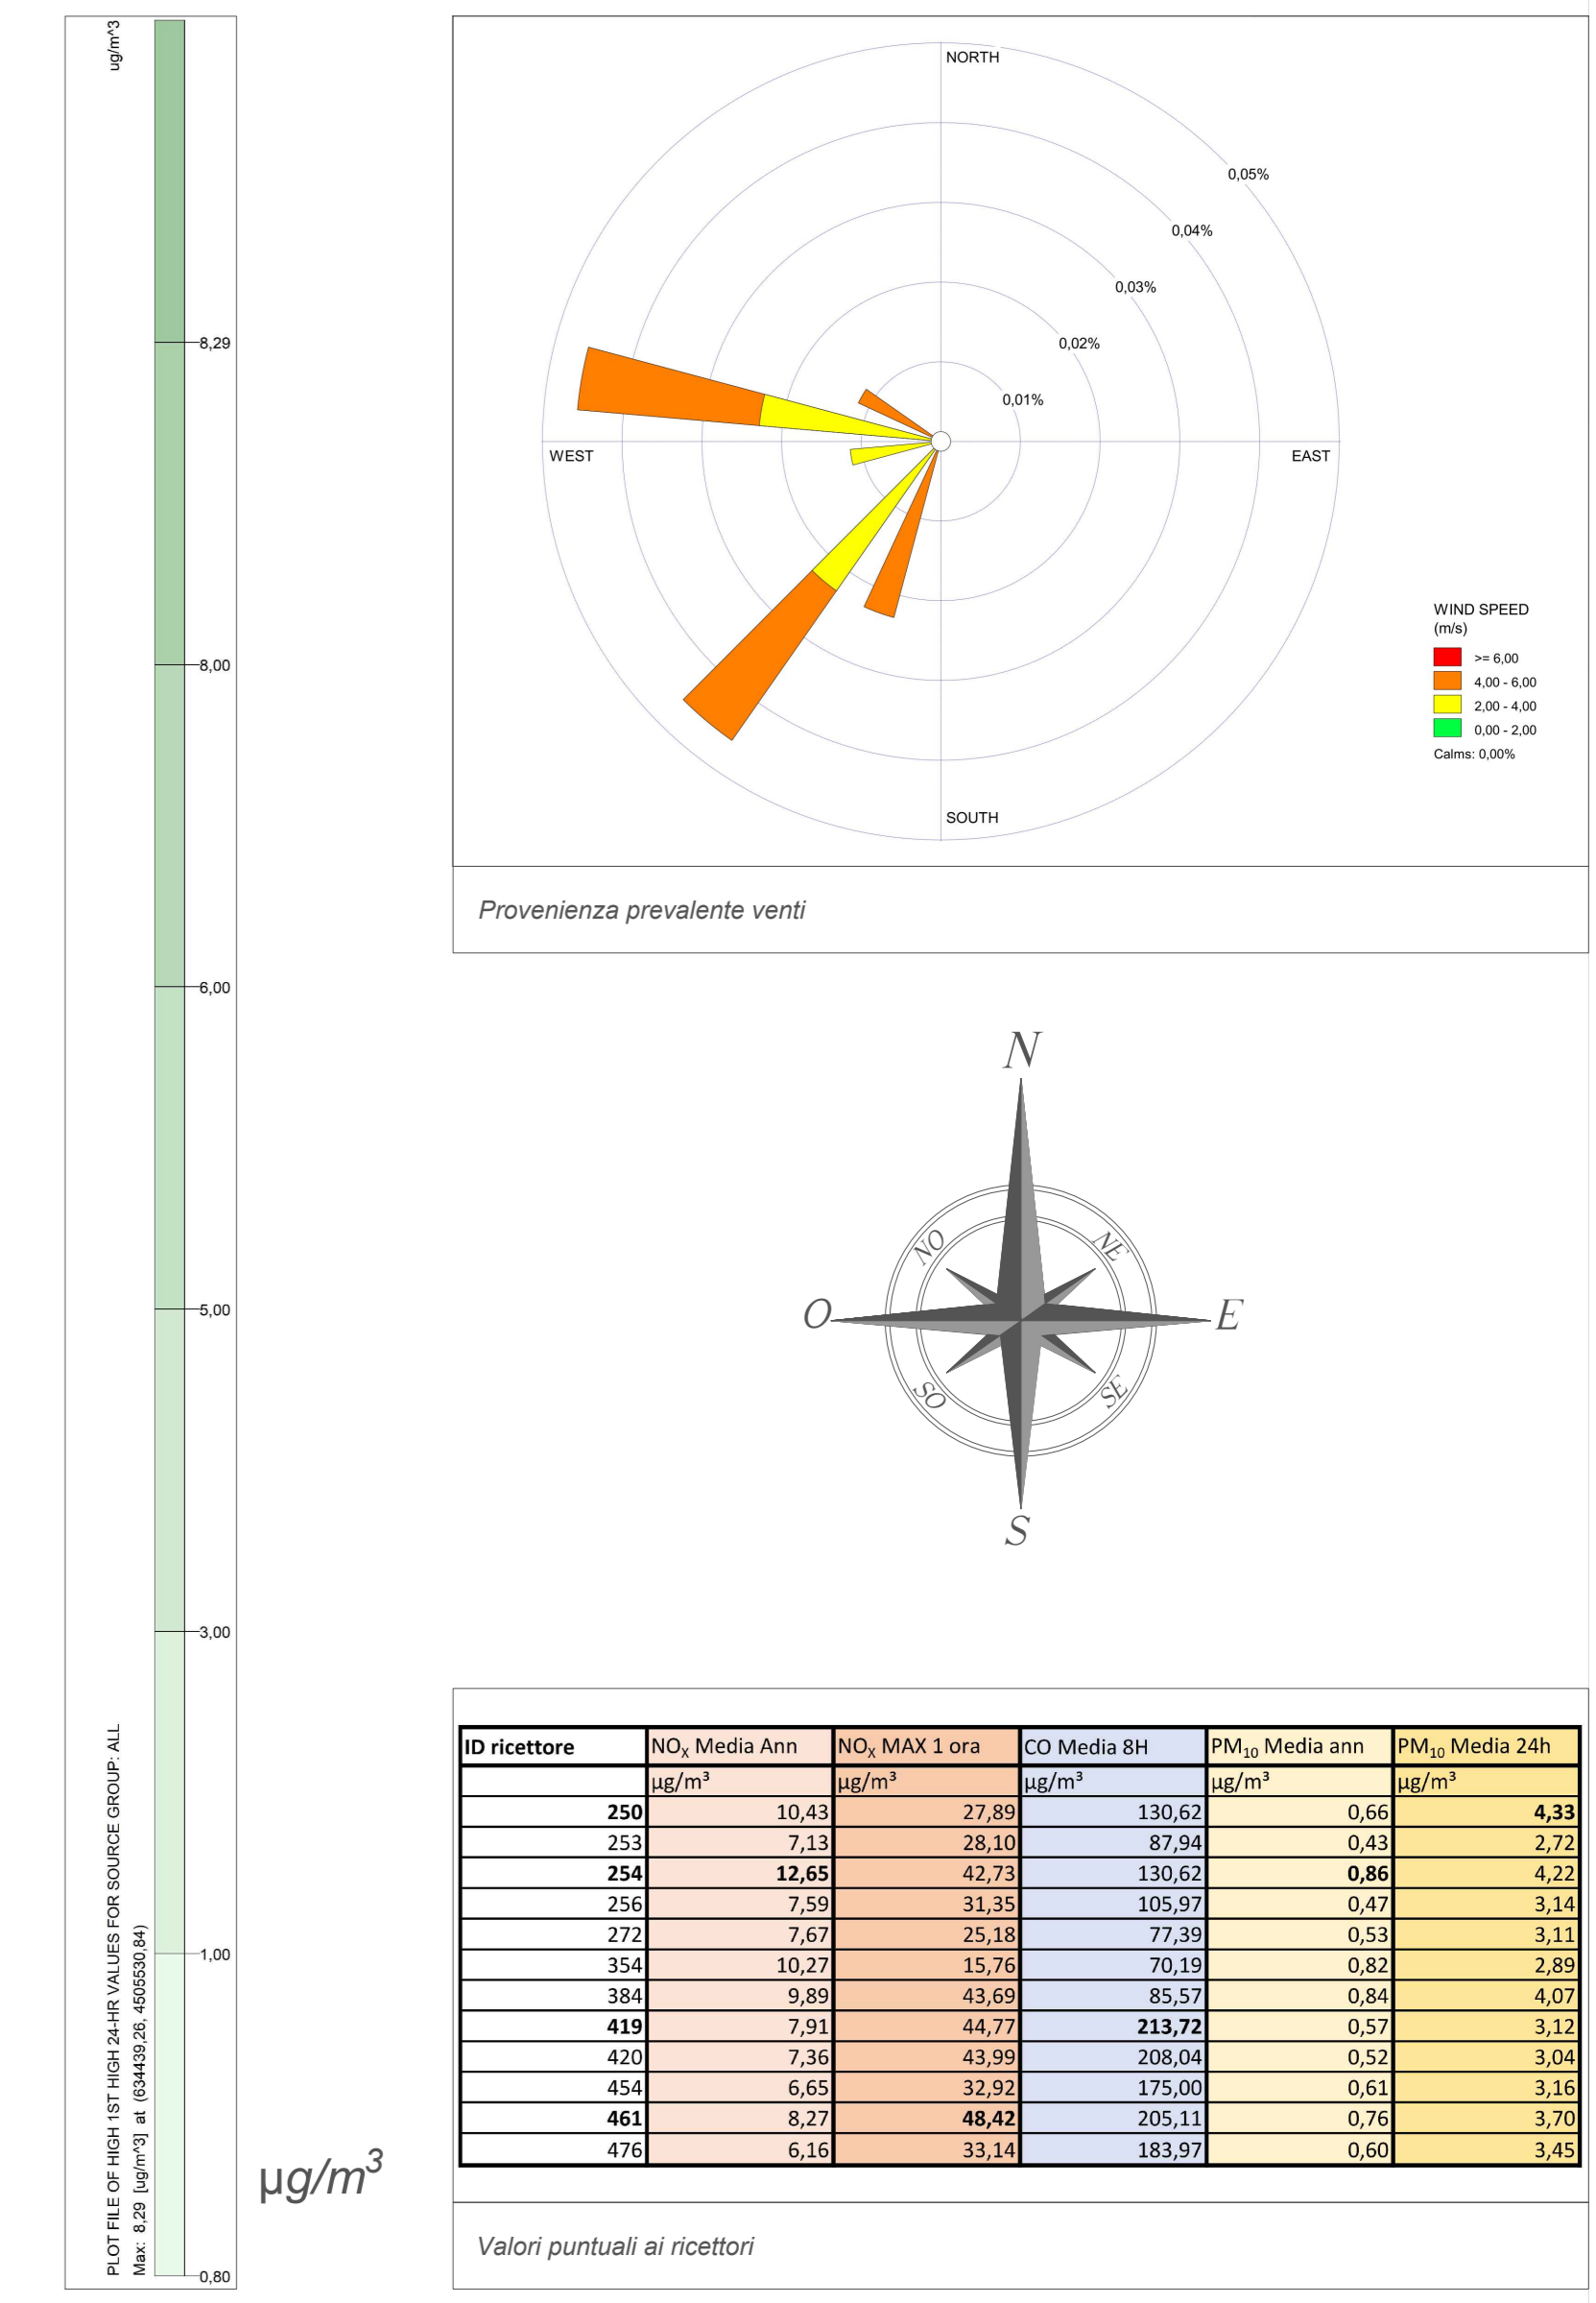 ug/m^3
8,29
8,00
6,00
5,00
3,00
1,00
0,80
PLOT FILE OF HIGH 1ST HIGH 24-HR VALUES FOR SOURCE GROUP: ALL
Max: 8,29 [ug/m^3] at (634439,26, 4505530,84)
µg/m³
NORTH
0,05%
0,04%
0,03%
0,02%
0,01%
WEST
EAST
SOUTH
WIND SPEED
(m/s)
>= 6,00
4,00 - 6,00
2,00 - 4,00
0,00 - 2,00
Calms: 0,00%
Provenienza prevalente venti
N
NO
NE
O
E
SO
SE
S
ID ricettore NOX Media Ann NOX MAX 1 ora CO Media 8H PM10 Media ann PM10 Media 24h
µg/m³ µg/m³ µg/m³ µg/m³ µg/m³
250 10,43 27,89 130,62 0,66 4,33
253 7,13 28,10 87,94 0,43 2,72
254 12,65 42,73 130,62 0,86 4,22
256 7,59 31,35 105,97 0,47 3,14
272 7,67 25,18 77,39 0,53 3,11
354 10,27 15,76 70,19 0,82 2,89
384 9,89 43,69 85,57 0,84 4,07
419 7,91 44,77 213,72 0,57 3,12
420 7,36 43,99 208,04 0,52 3,04
454 6,65 32,92 175,00 0,61 3,16
461 8,27 48,42 205,11 0,76 3,70
476 6,16 33,14 183,97 0,60 3,45
Valori puntuali ai ricettori